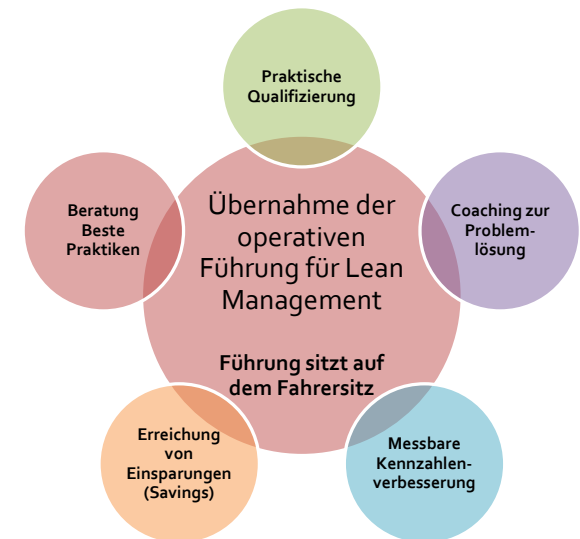 Praktische
Qualifizierung
Beratung
Beste
Praktiken
Übernahme der
operativen
Führung für Lean
Management
Führung sitzt auf
dem Fahrersitz
Coaching zur
Problem-
lösung
Erreichung
von
Einsparungen
(Savings)
Messbare
Kennzahlen-
verbesserung